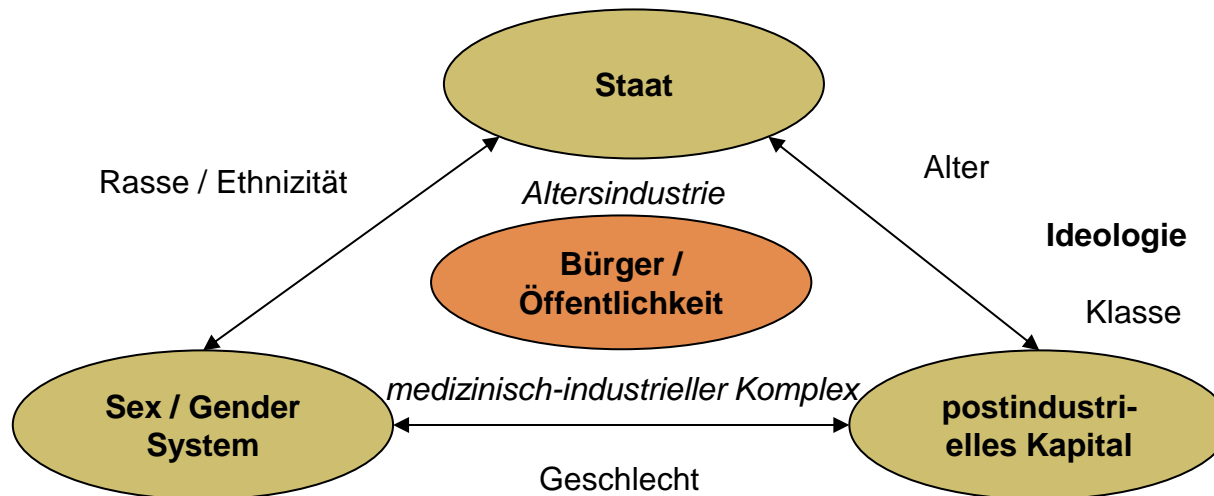 Staat
Rasse / Ethnizität
Alter
Altersindustrie
Ideologie
Bürger /
Öffentlichkeit
Klasse
medizinisch-industrieller Komplex
Sex / Gender
System
postindustri-
elles Kapital
Geschlecht